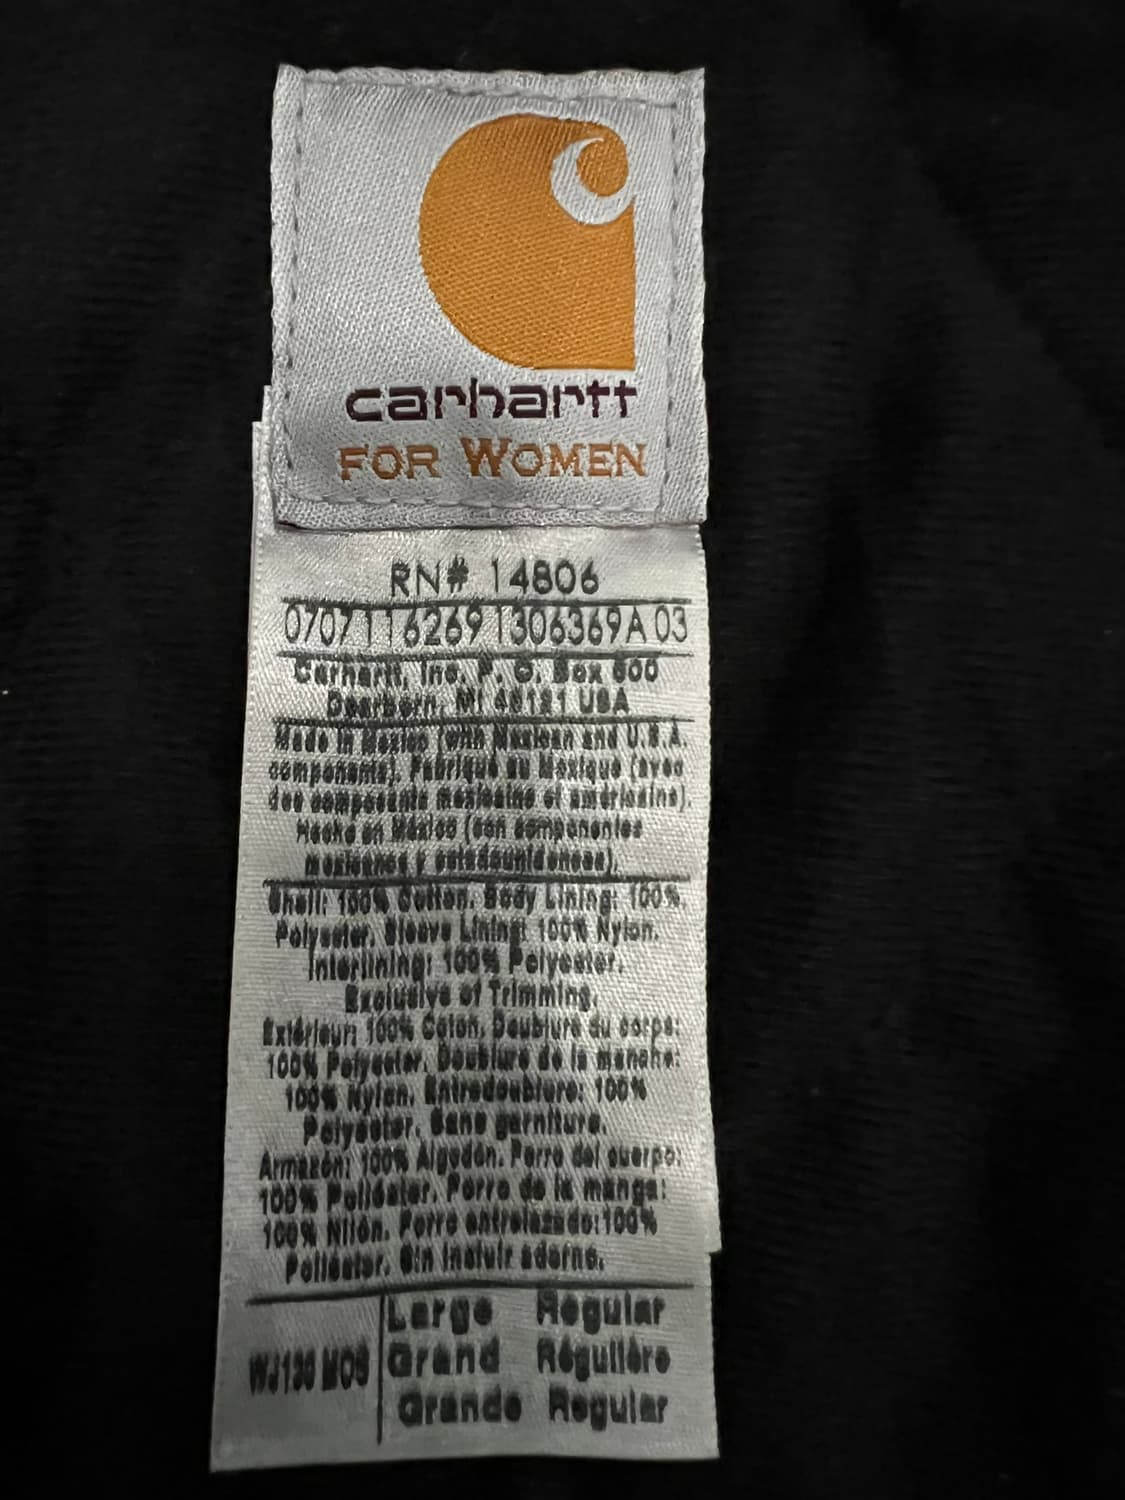 carhartt
FOR WOMEN
RN# 14806
0707116269 1306369A 03
Carhartt, Inc. P. O. Box 600
Dearborn, MI 48121 USA
Made in Mexico (with Mexican and U.S.A.
components). Fabriqué au Mexique (avec
des composants mexicains et américains).
Hecho en México (con componentes
mexicanos y estadounidenses).
Shell: 100% Cotton. Body Lining: 100%
Polyester. Sleeve Lining: 100% Nylon.
Interlining: 100% Polyester.
Exclusive of Trimming.
Extérieur: 100% Coton. Doublure du corps:
100% Polyester. Doublure de la manche:
100% Nylon. Entredoublure: 100%
Polyester. Sans garniture.
Armazón: 100% Algodón. Forro del cuerpo:
100% Poliéster. Forro de la manga:
100% Nilón. Forro entrelazado:100%
Poliéster. Sin incluir adorno.
Large Regular
WJ130 MOS Grand Régulière
Grande Regular